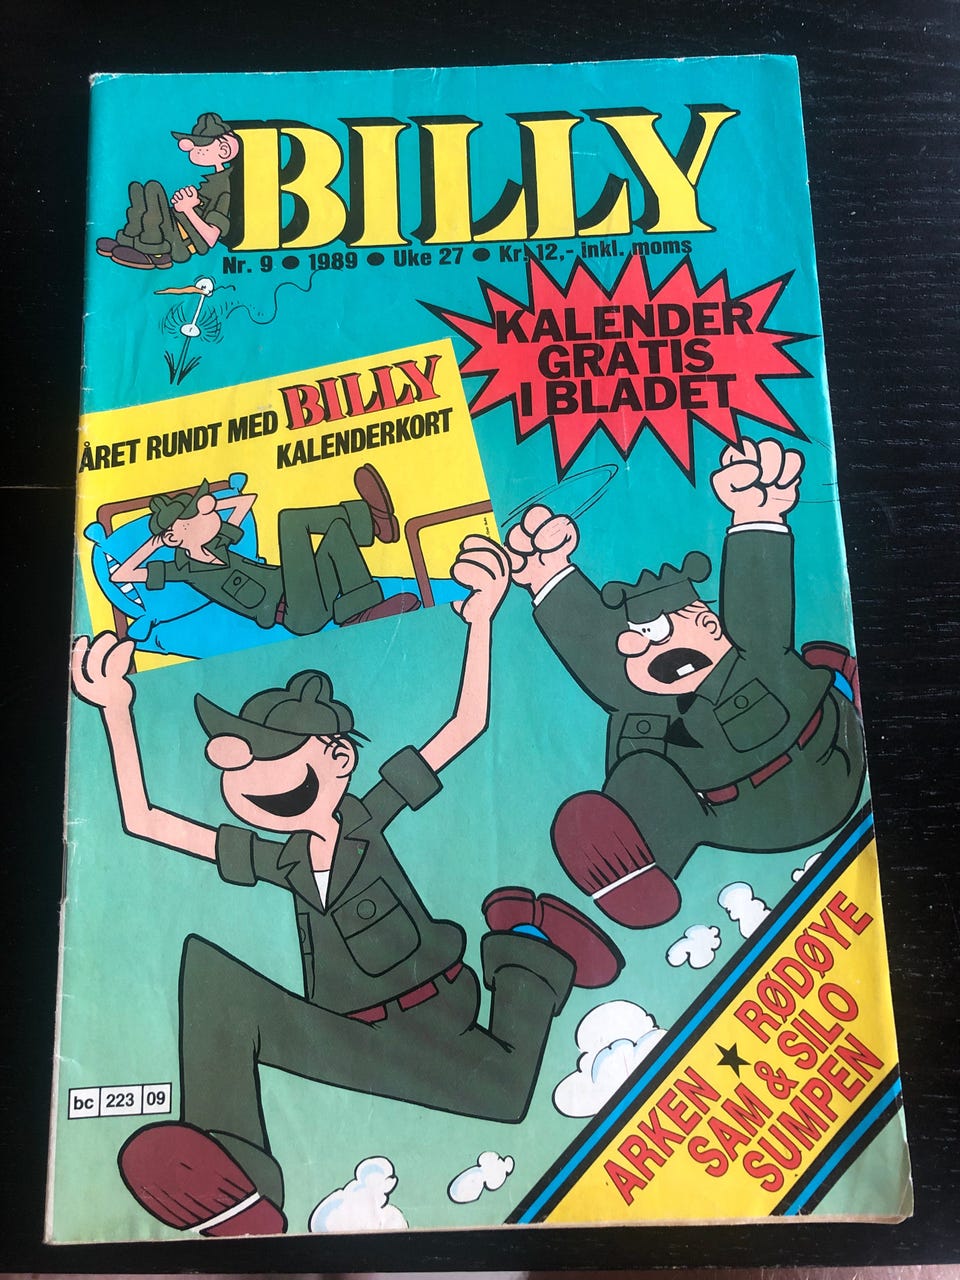 BILLY
Nr. 9 ● 1989 ● Uke 27 ● Kr. 12,- inkl. moms
KALENDER
GRATIS
I BLADET
ÅRET RUNDT MED BILLY
KALENDERKORT
bc 223 09
ARKEN ★ RØDØYE
SAM & SILO
SUMPEN